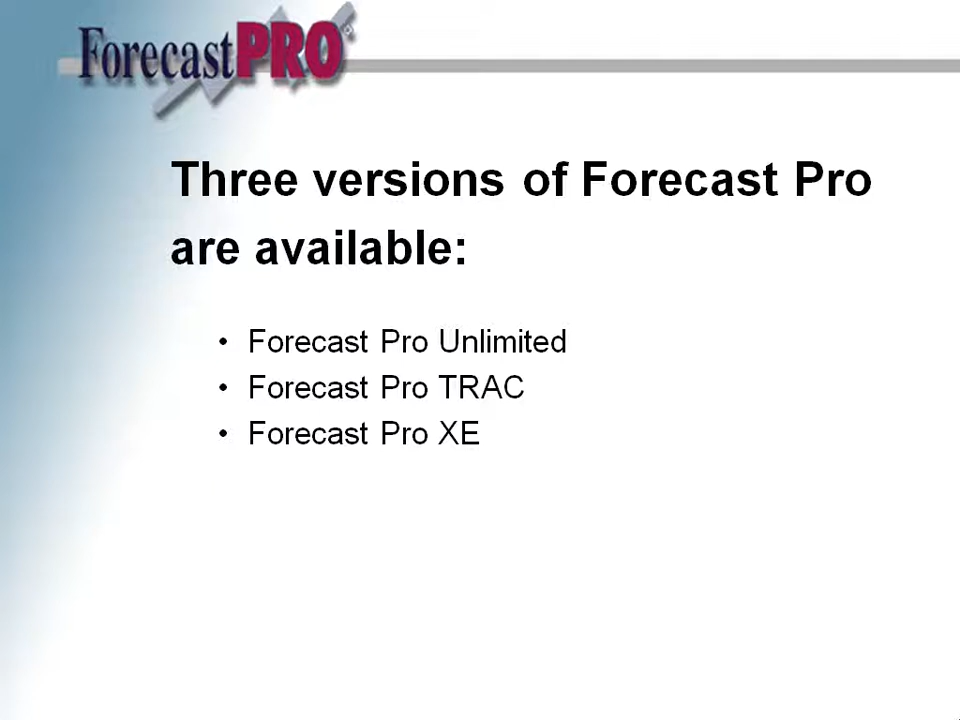 ForecastPRO®
Three versions of Forecast Pro
are available:
• Forecast Pro Unlimited
• Forecast Pro TRAC
• Forecast Pro XE